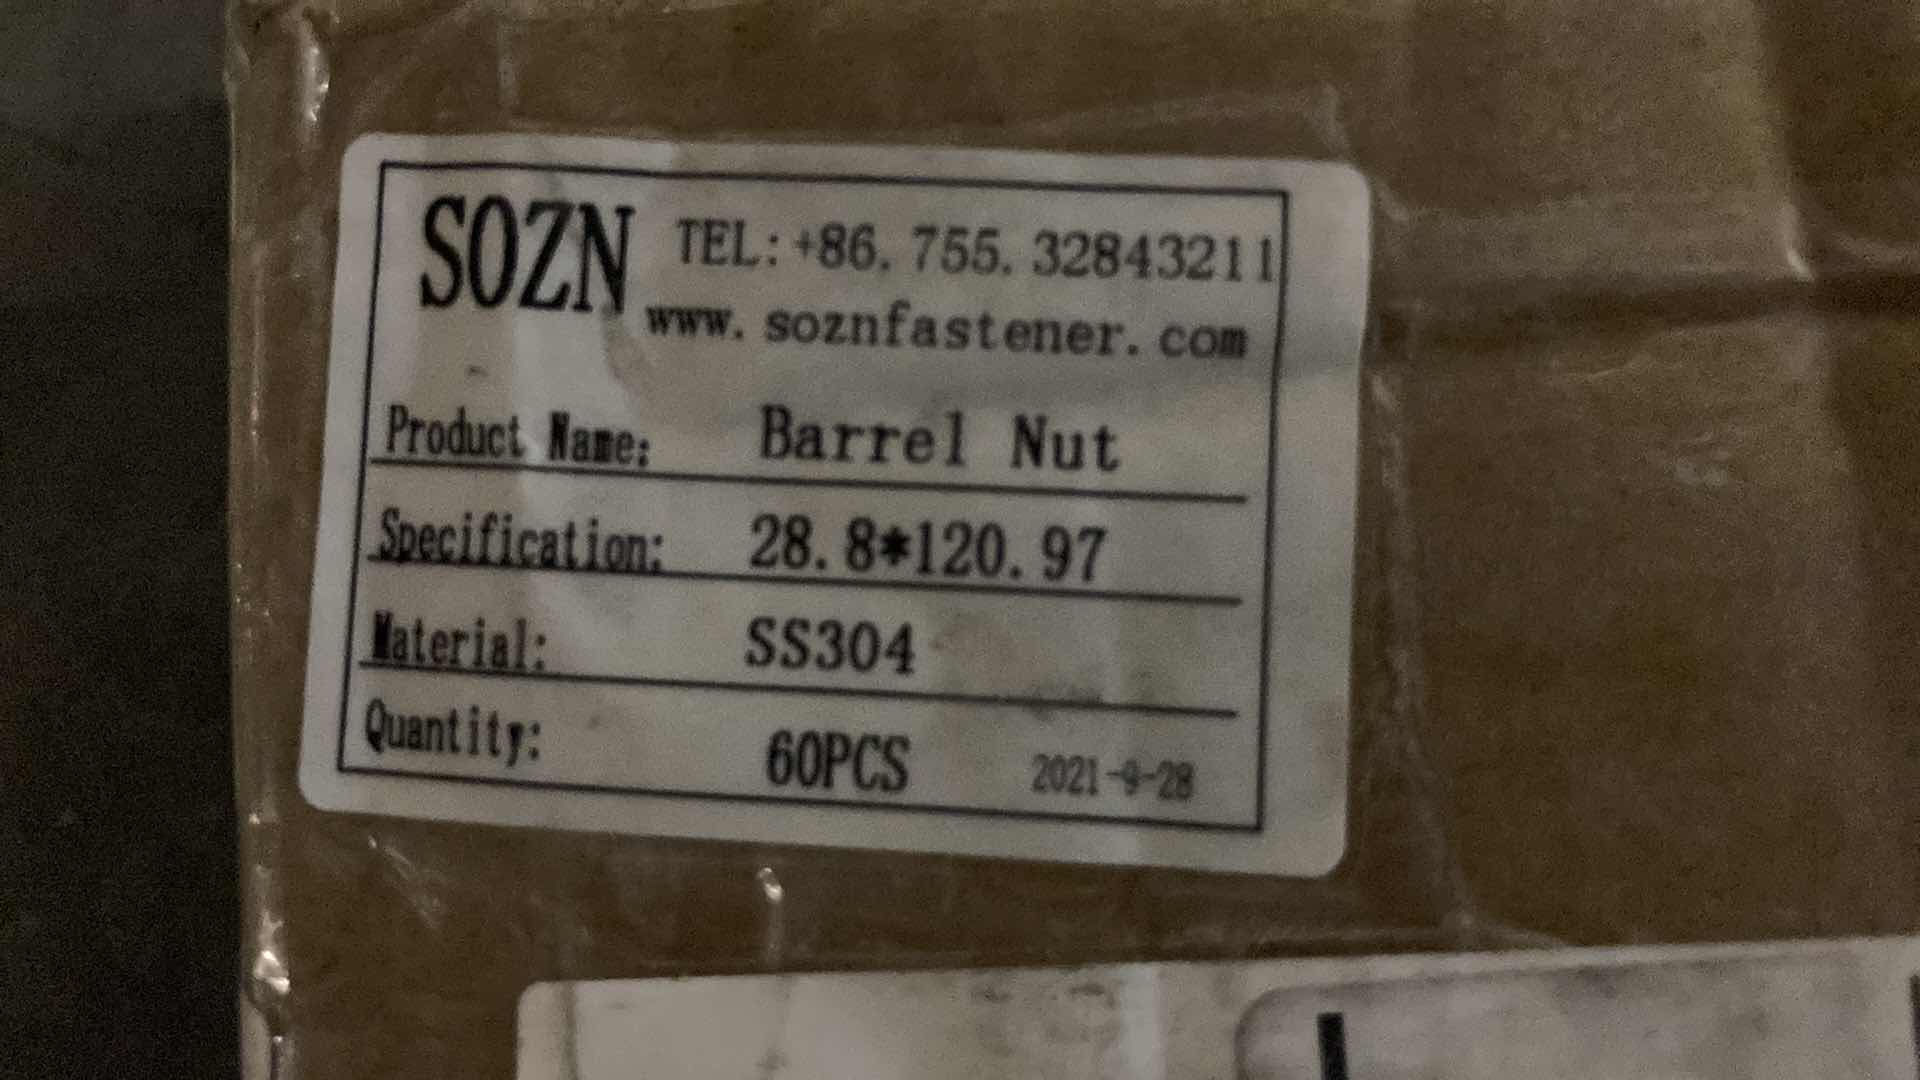 SOZN TEL:+86.755.32843211
www.soznfastener.com
Product Name: Barrel Nut
Specification: 28.8*120.97
Material: SS304
Quantity: 60PCS 2021-9-28